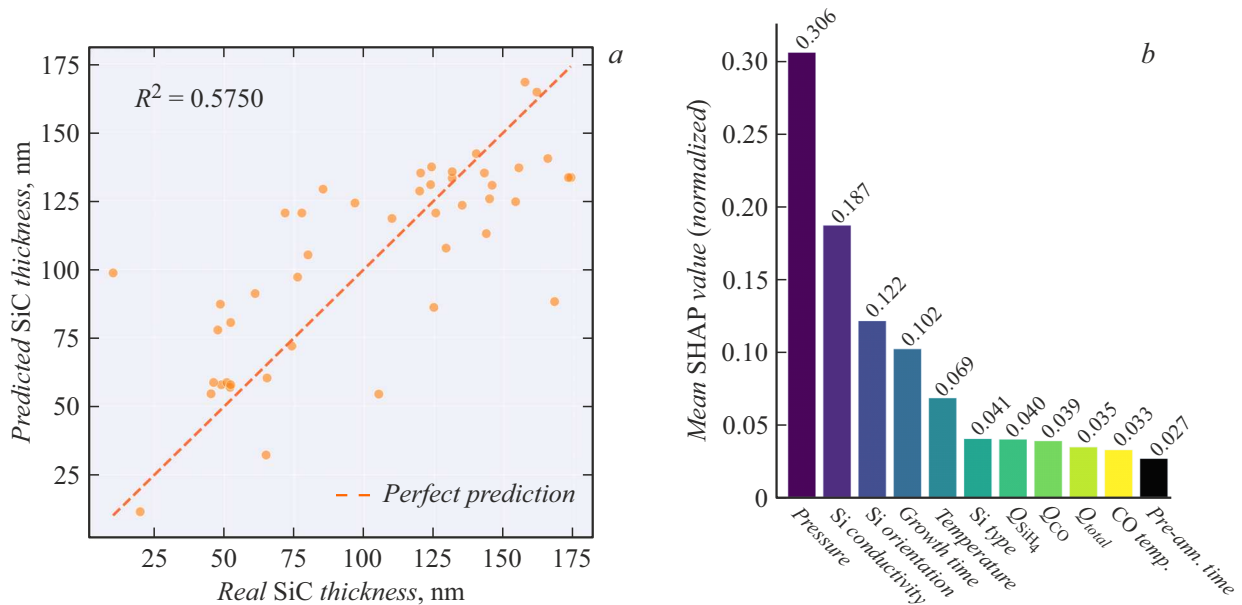 a
R² = 0.5750
175
150
125
100
75
50
25
Predicted SiC thickness, nm
Perfect prediction
25
50
75
100
125
150
175
Real SiC thickness, nm
b
0.30
0.25
0.20
0.15
0.10
0.05
0
Mean SHAP value (normalized)
0.306
0.187
0.122
0.102
0.069
0.041
0.040
0.039
0.035
0.033
0.027
Pressure
Si conductivity
Si orientation
Growth time
Temperature
Si type
Q_SiH₄
Q_CO
Q_total
CO temp.
Pre-ann. time